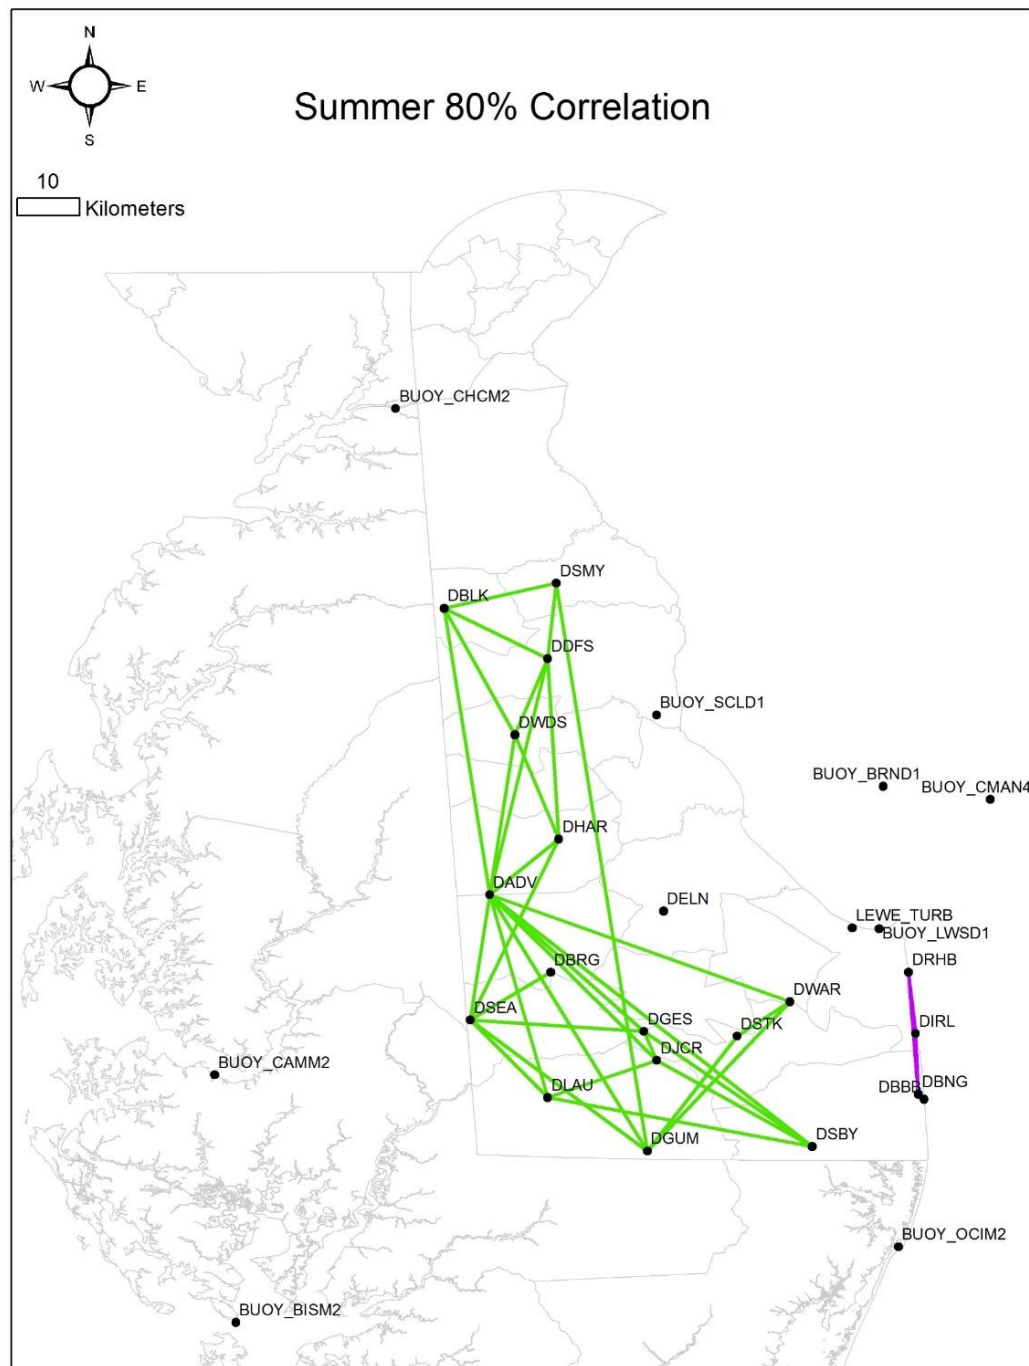 N
W E
S
Summer 80% Correlation
10
Kilometers
BUOY_CHCM2
DSMY
DBLK
DDFS
BUOY_SCLD1
DWDS
BUOY_BRND1
BUOY_CMAN4
DHAR
DADV
DELN
LEWE_TURB
BUOY_LWSD1
DBRG
DRHB
DWAR
DSEA
DGES
DSTK
DIRL
DJCR
BUOY_CAMM2
DLAU
DBBB
DBNG
DGUM
DSBY
BUOY_OCIM2
BUOY_BISM2